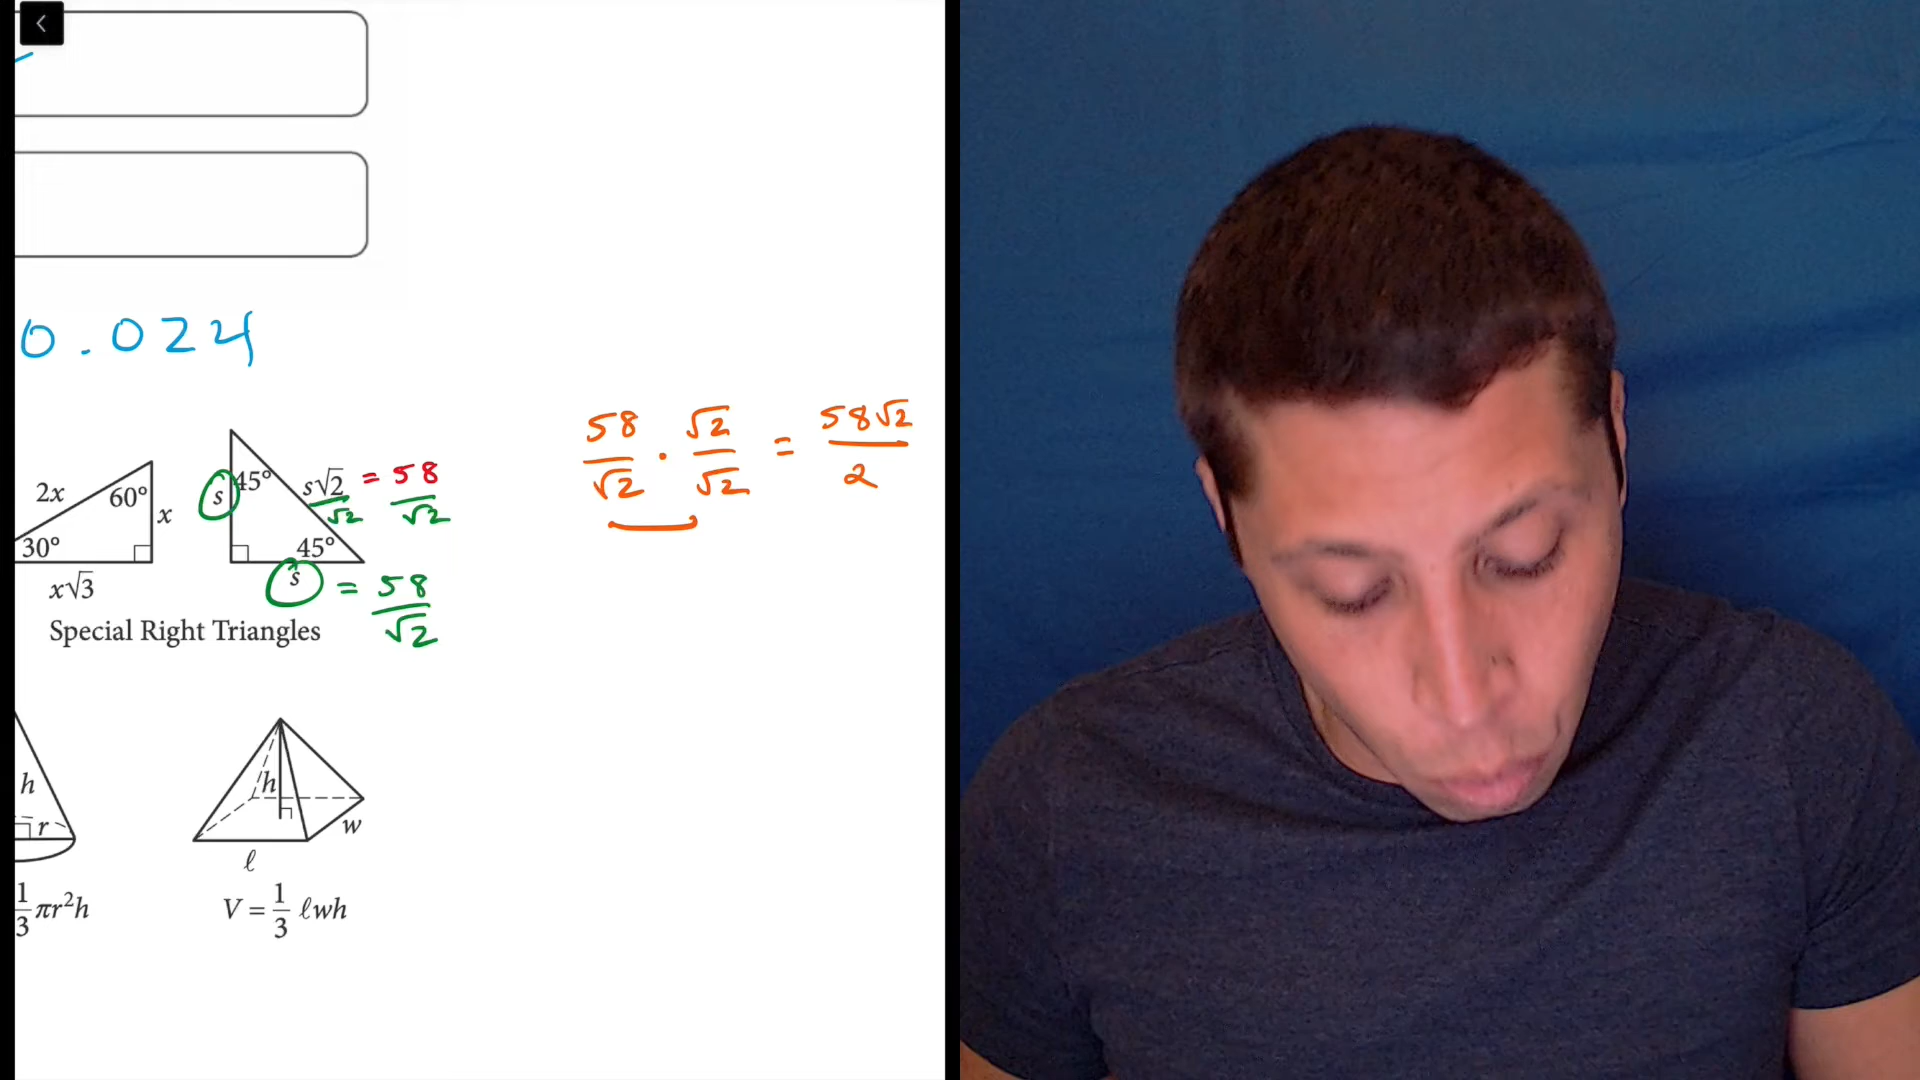 0.024
58/√2 · √2/√2 = 58√2/2
2x 60° x 30° x√3
s 45° s√2/√2 = 58/√2
45° s = 58/√2
Special Right Triangles
h r
h w ℓ
1/3 πr²h
V = 1/3 ℓwh